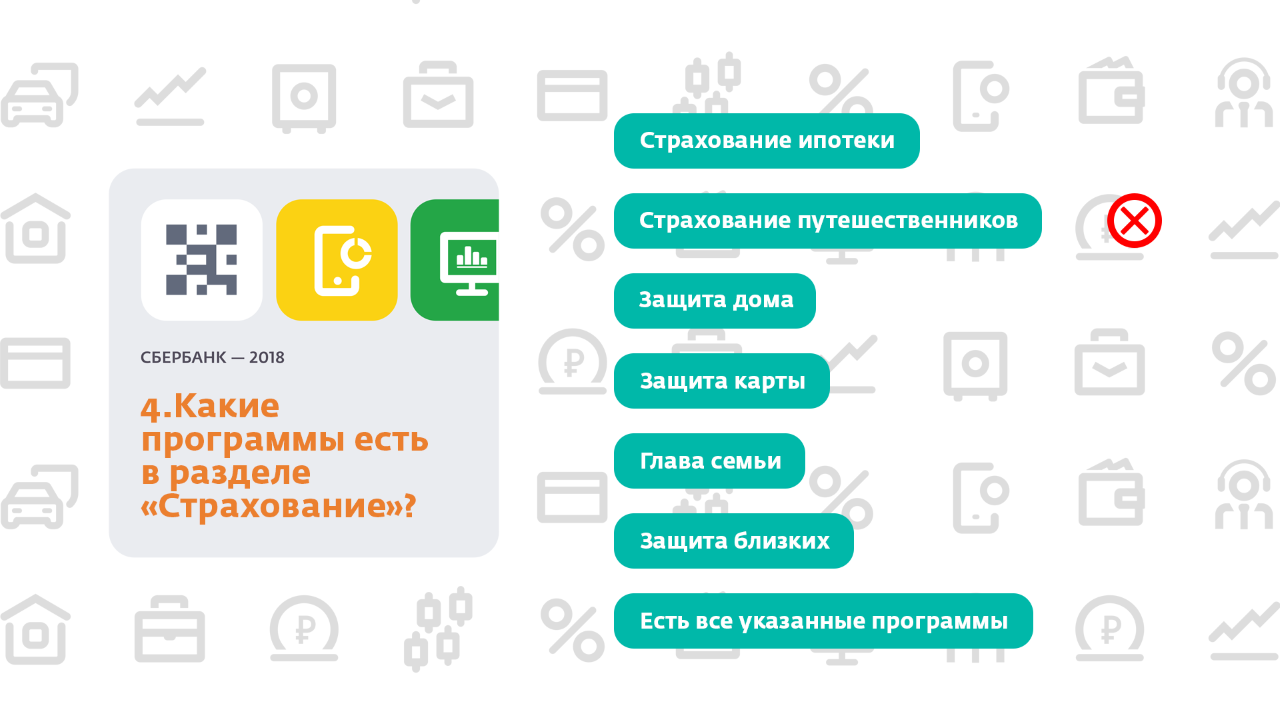 СБЕРБАНК — 2018
4.Какие
программы есть
в разделе
«Страхование»?
Страхование ипотеки
Страхование путешественников
Защита дома
Защита карты
Глава семьи
Защита близких
Есть все указанные программы